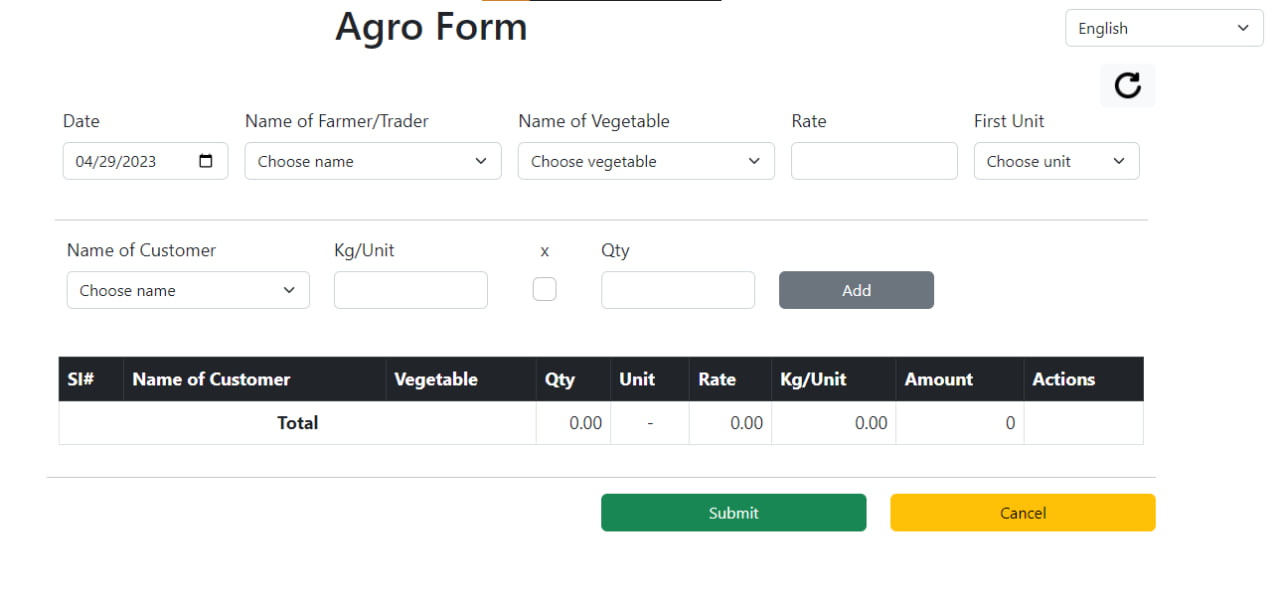 Agro Form
English
Date Name of Farmer/Trader Name of Vegetable Rate First Unit
04/29/2023 Choose name Choose vegetable Choose unit
Name of Customer Kg/Unit x Qty
Choose name Add
SI# Name of Customer Vegetable Qty Unit Rate Kg/Unit Amount Actions
Total 0.00 - 0.00 0.00 0
Submit Cancel